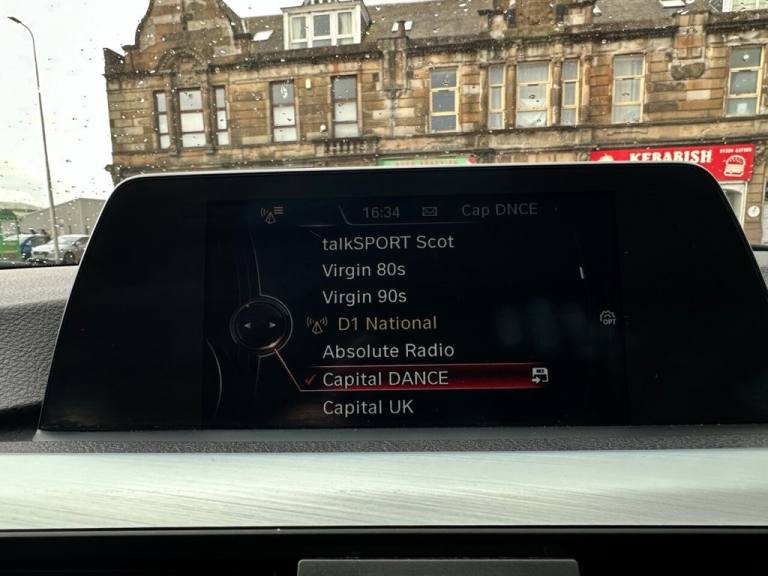 KEBABISH
16:34
Cap DNCE
talkSPORT Scot
Virgin 80s
Virgin 90s
D1 National
OPT
Absolute Radio
Capital DANCE
Capital UK